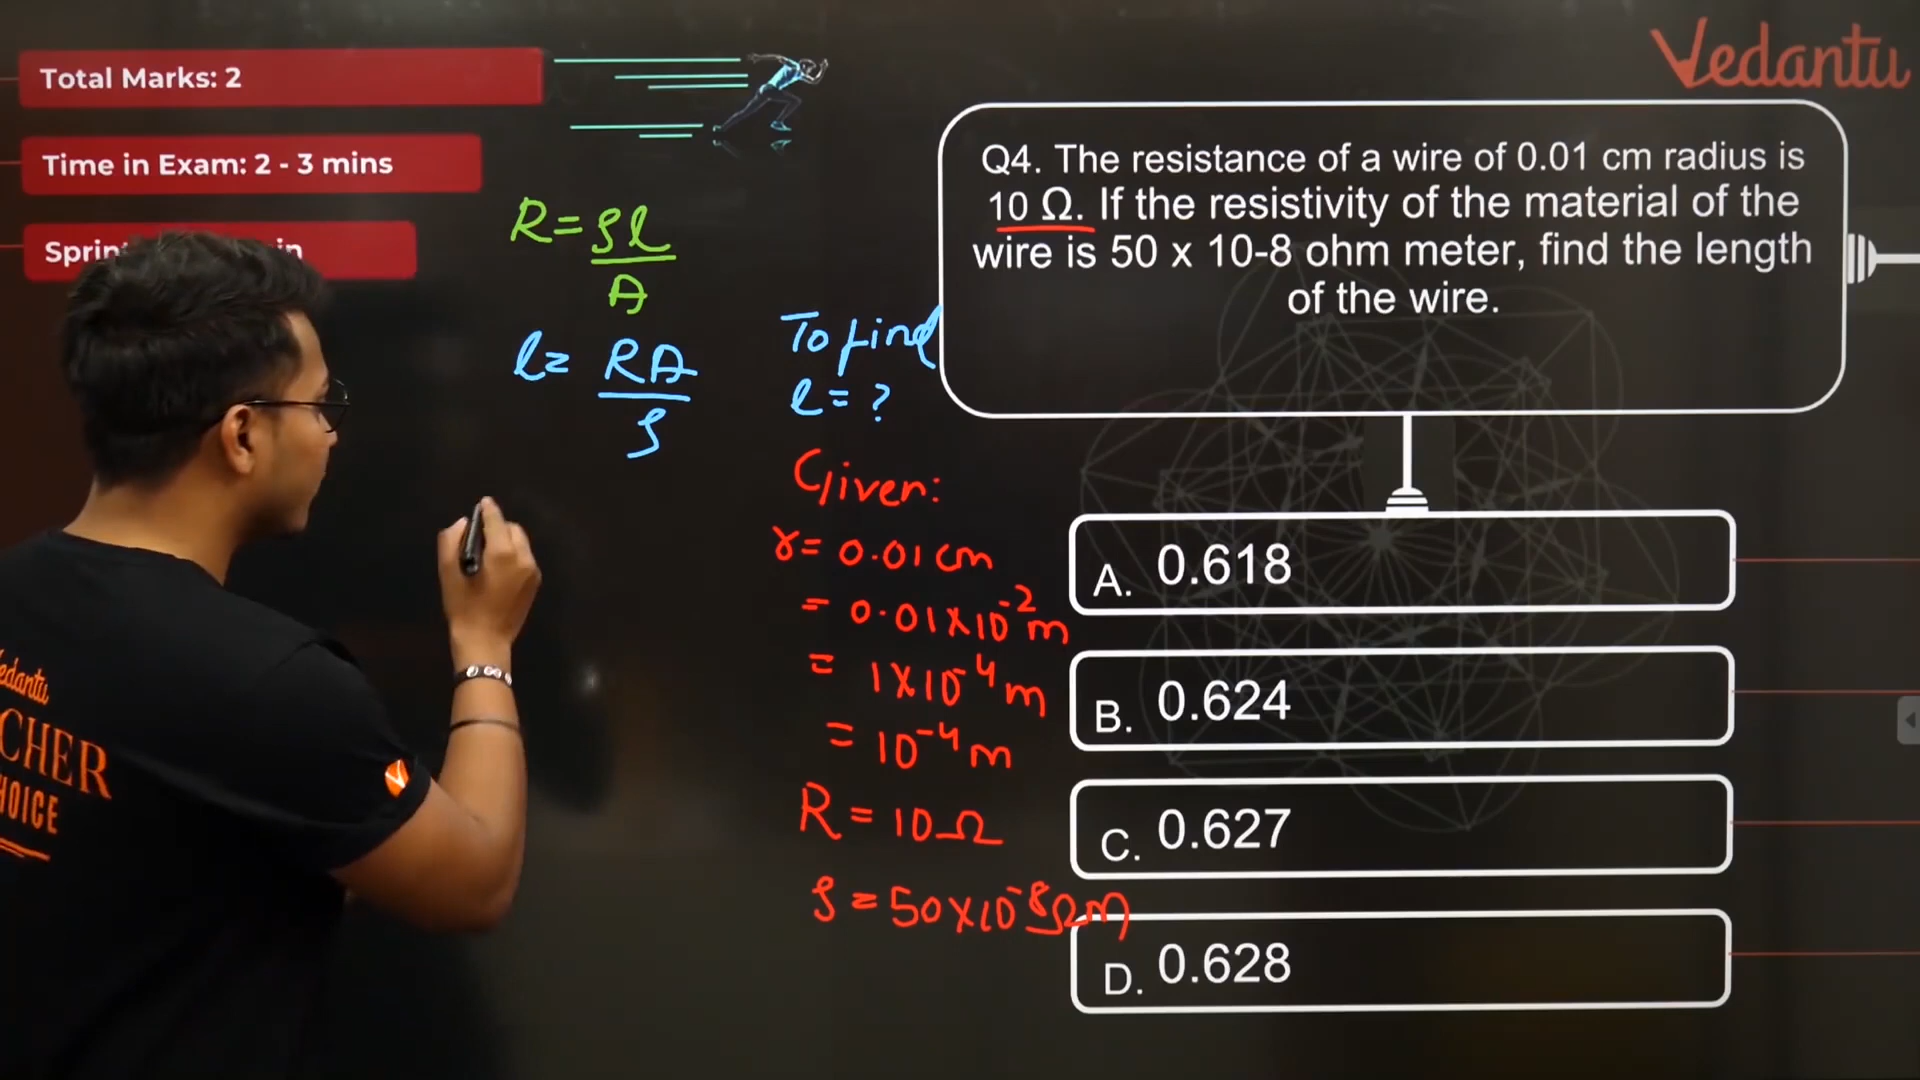 Total Marks: 2
Time in Exam: 2 - 3 mins
Vedantu
Q4. The resistance of a wire of 0.01 cm radius is
10 Ω. If the resistivity of the material of the
wire is 50 x 10-8 ohm meter, find the length
of the wire.
R = ρl
A
l = RA
ρ
To find
l = ?
Given:
r = 0.01 cm
= 0.01×10⁻² m
= 1×10⁻⁴ m
= 10⁻⁴ m
R = 10Ω
ρ = 50×10⁻⁸ Ωm
A. 0.618
B. 0.624
C. 0.627
D. 0.628